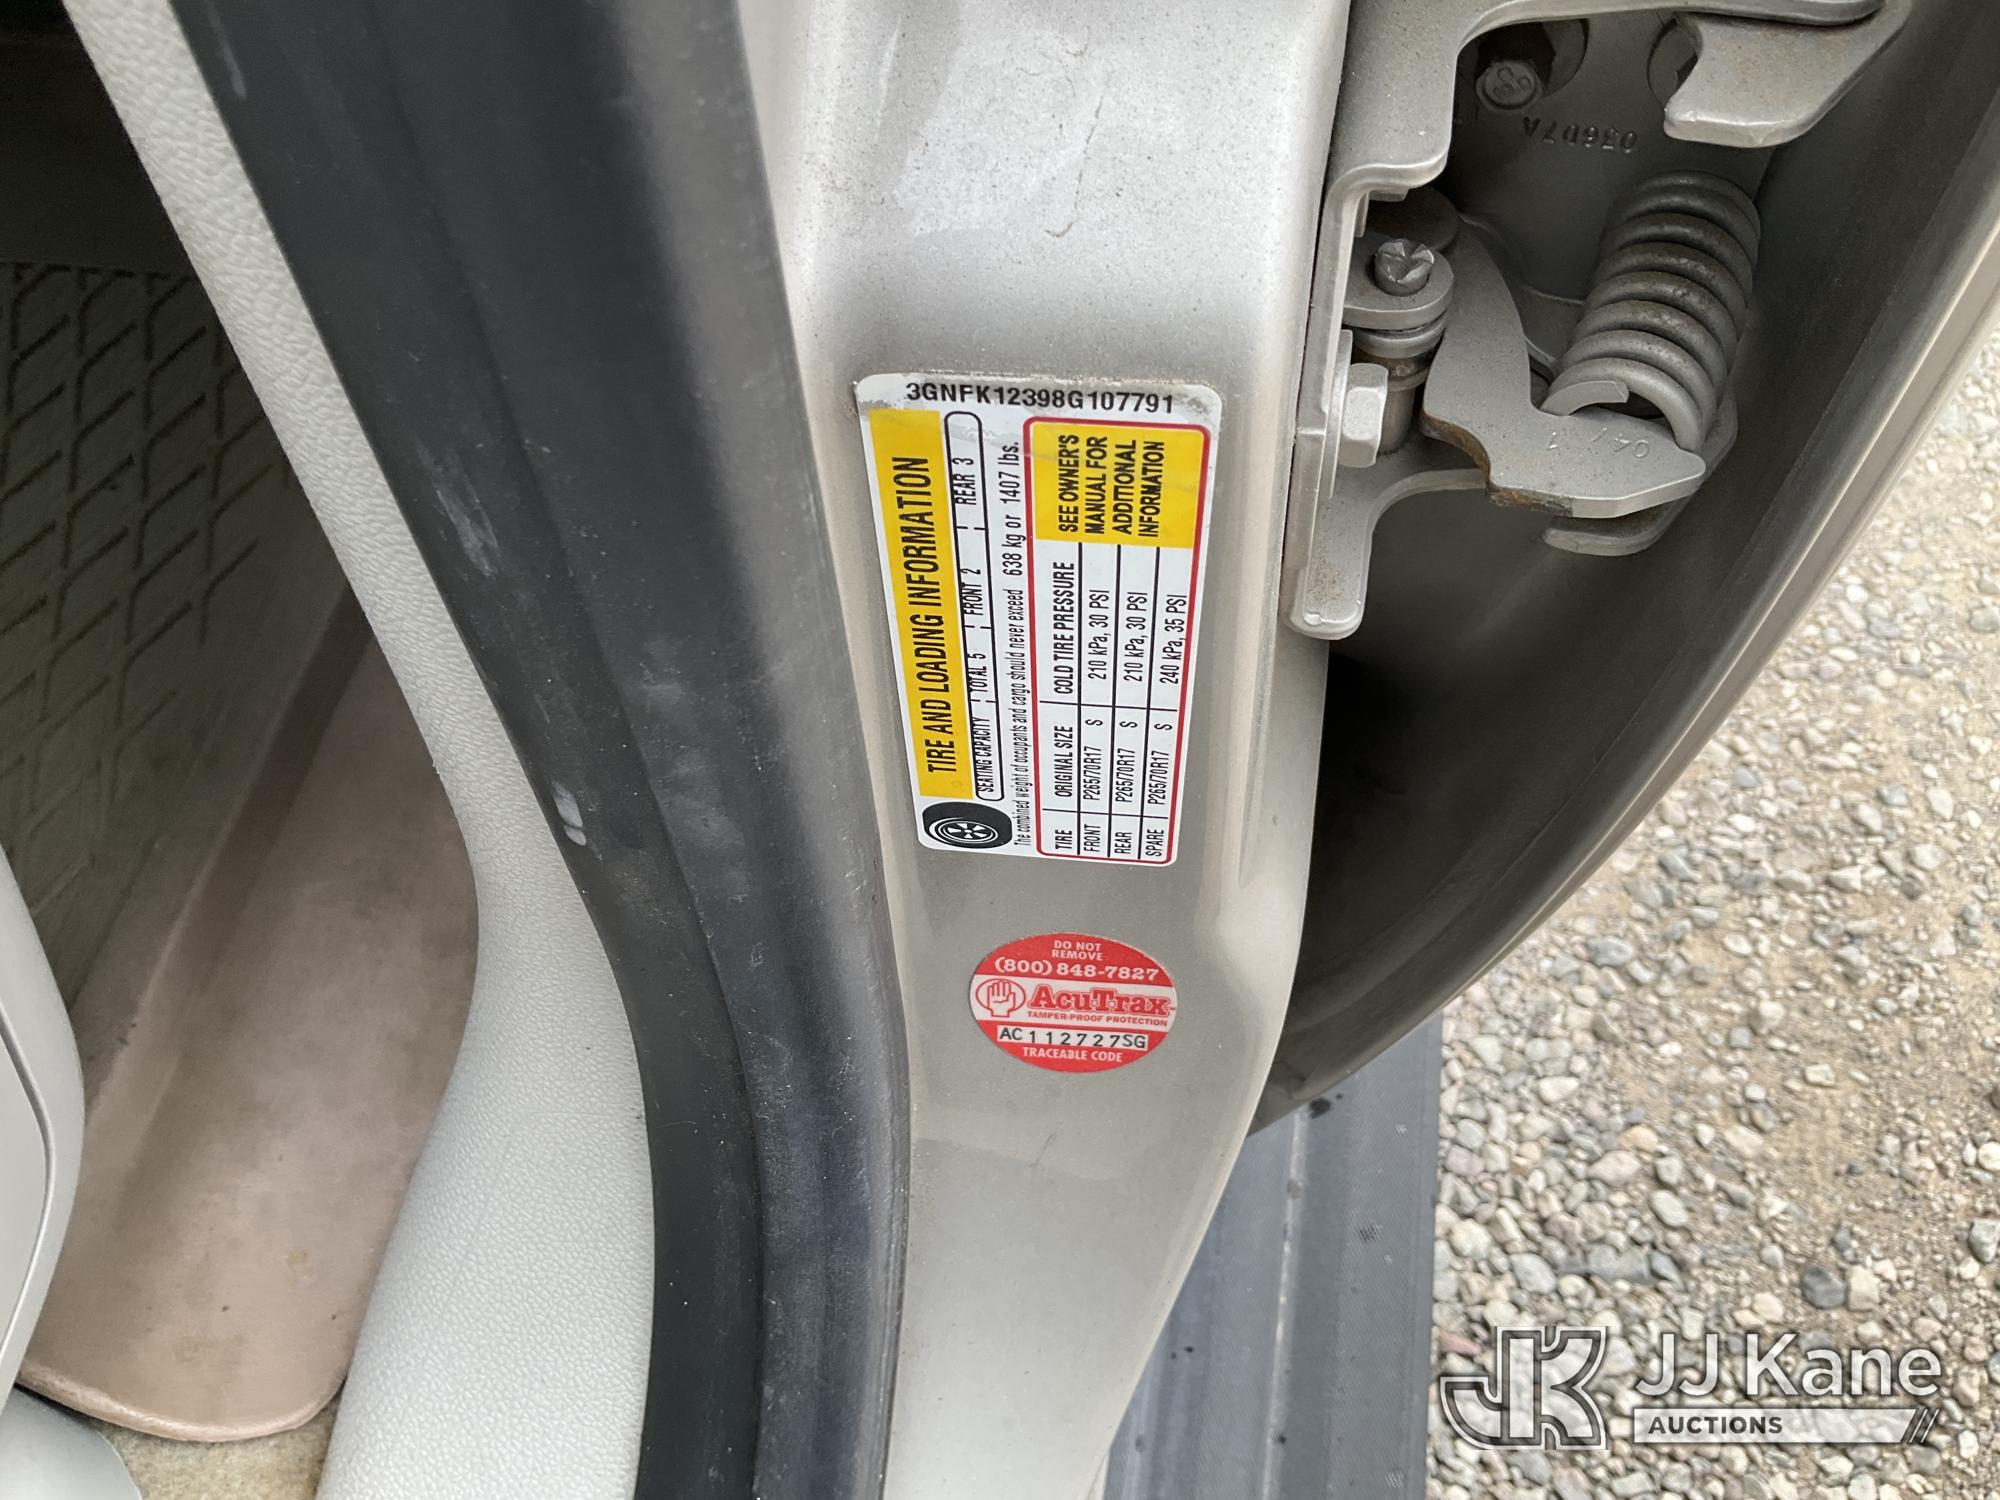 3GNFK12398G107791
TIRE AND LOADING INFORMATION
SEATING CAPACITY TOTAL 5 FRONT 2 REAR 3
The combined weight of occupants and cargo should never exceed 638 kg or 1407 lbs.
TIRE ORIGINAL SIZE COLD TIRE PRESSURE
FRONT P265/70R17 S 210 kPa, 30 PSI
REAR P265/70R17 S 210 kPa, 30 PSI
SPARE P265/70R17 S 240 kPa, 35 PSI
SEE OWNER'S
MANUAL FOR
ADDITIONAL
INFORMATION
DO NOT
REMOVE
(800) 848-7827
AcuTrax
TAMPER-PROOF PROTECTION
AC112727SG
TRACEABLE CODE
036D7A
JK JJ Kane
AUCTIONS